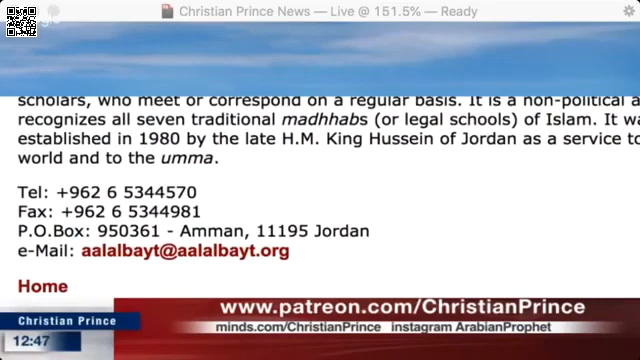 Christian Prince News — Live @ 151.5% — Ready
scholars, who meet or correspond on a regular basis. It is a non-political a
recognizes all seven traditional madhhabs (or legal schools) of Islam. It wa
established in 1980 by the late H.M. King Hussein of Jordan as a service to
world and to the umma.
Tel: +962 6 5344570
Fax: +962 6 5344981
P.O.Box: 950361 - Amman, 11195 Jordan
e-Mail: aalalbayt@aalalbayt.org
Home
www.patreon.com/ChristianPrince
Christian Prince
minds.com/ChristianPrince instagram ArabianProphet
12:47